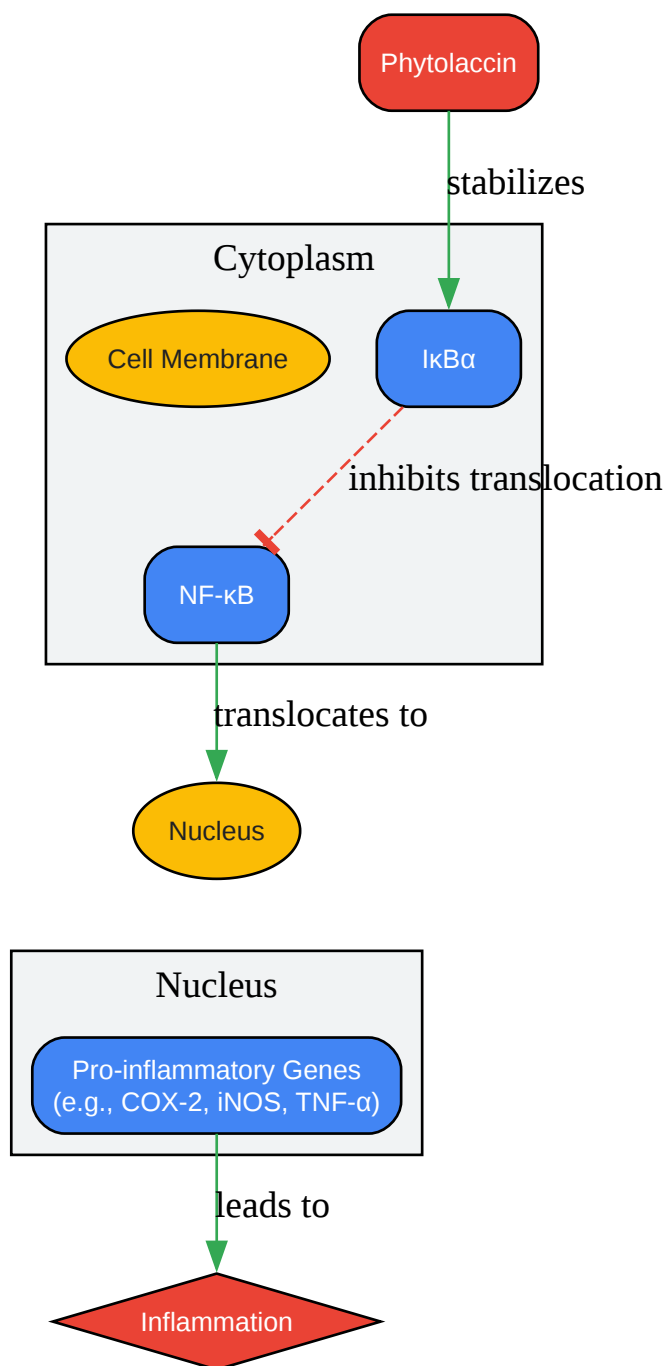 Phytolaccin
stabilizes
Cytoplasm
Cell Membrane
IκBα
inhibits translocation
NF-κB
translocates to
Nucleus
Nucleus
Pro-inflammatory Genes
(e.g., COX-2, iNOS, TNF-α)
leads to
Inflammation